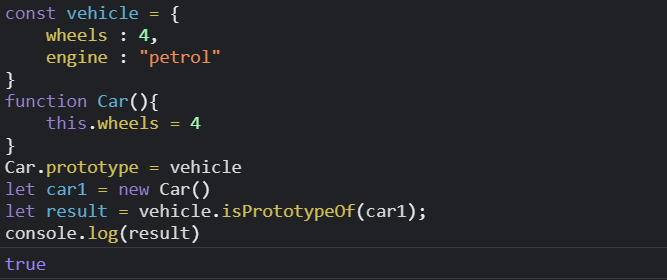 const vehicle = {
    wheels : 4,
    engine : "petrol"
}
function Car(){
    this.wheels = 4
}
Car.prototype = vehicle
let car1 = new Car()
let result = vehicle.isPrototypeOf(car1);
console.log(result)
true